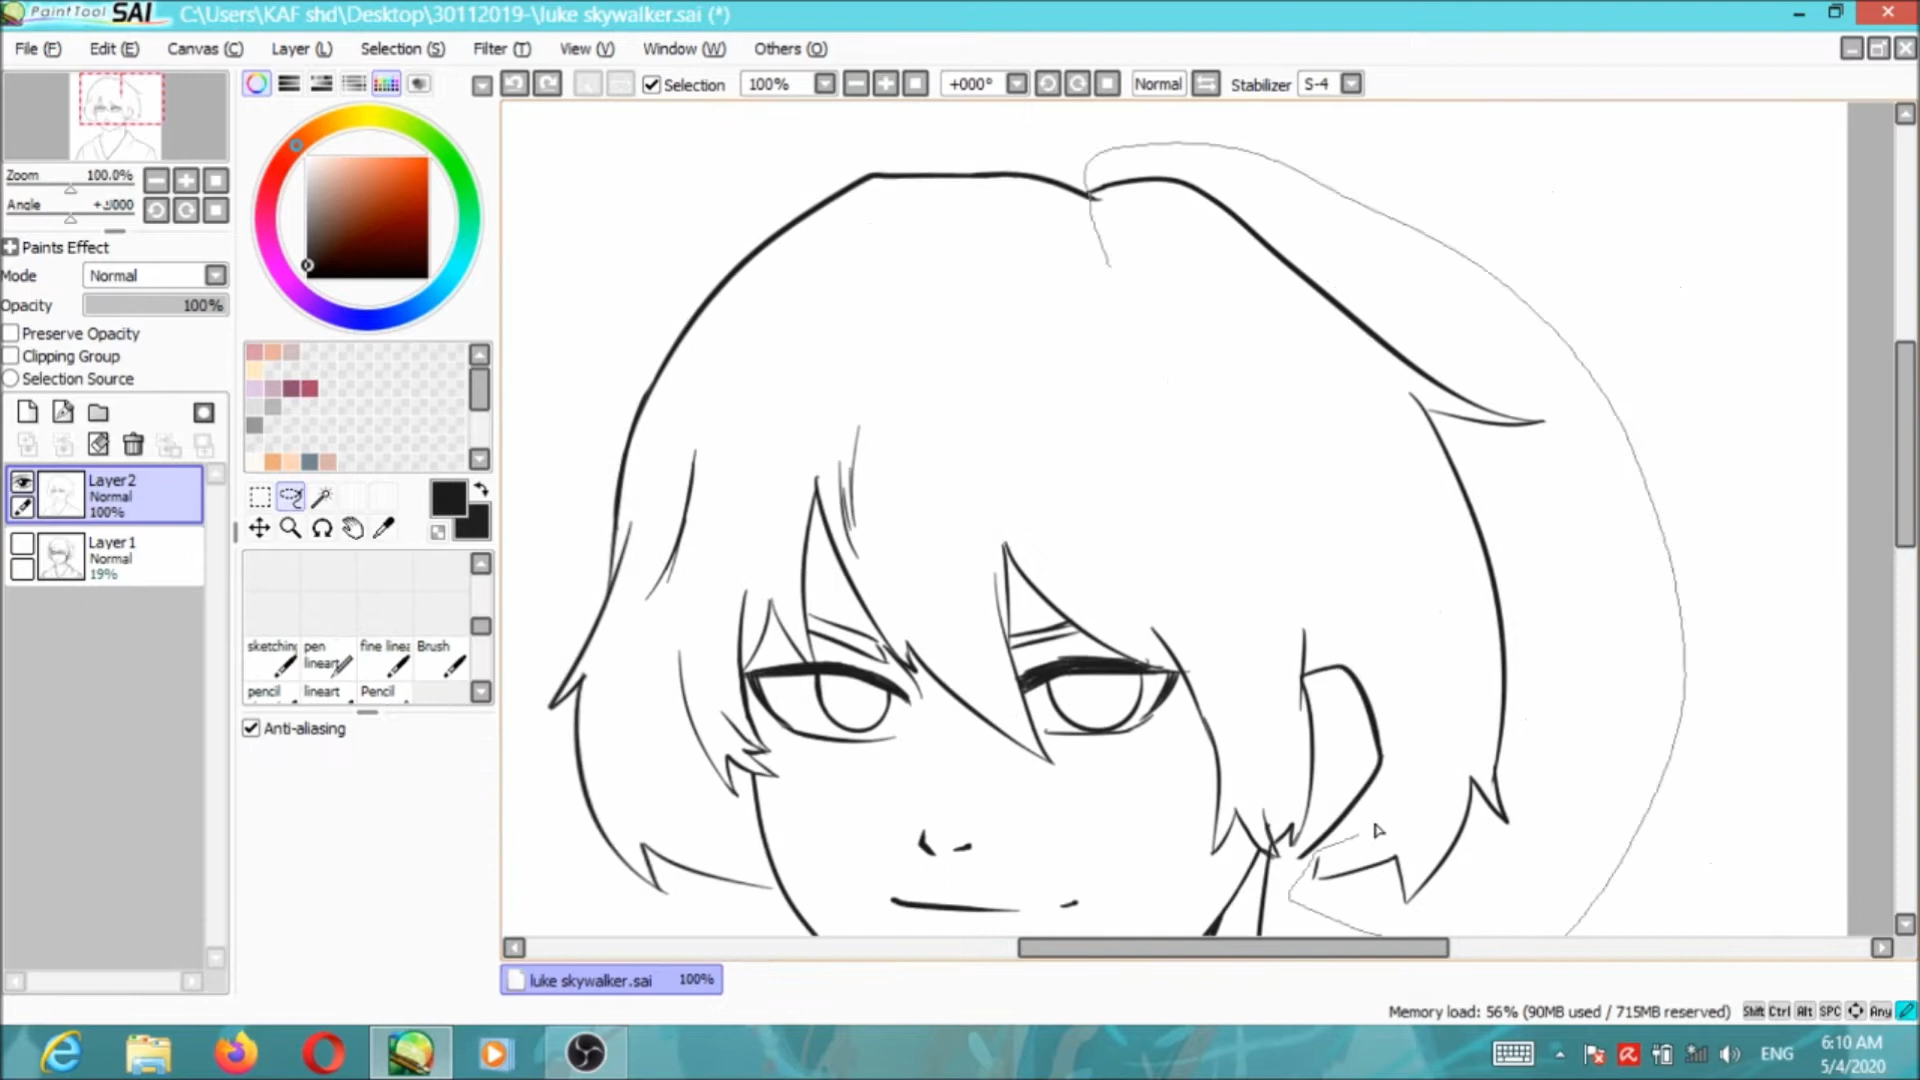 PaintTool SAI C:\Users\KAF shd\Desktop\30112019-\luke skywalker.sai (*)
File (F) Edit (E) Canvas (C) Layer (L) Selection (S) Filter (T) View (V) Window (W) Others (O)
Selection 100% +000° Normal Stabilizer S-4
Zoom 100.0%
Angle
Paints Effect
Mode Normal
Opacity 100%
Preserve Opacity
Clipping Group
Selection Source
Layer2
Normal
100%
Layer1
Normal
19%
sketching pen fine linea Brush
lineart
pencil lineart Pencil
Anti-aliasing
luke skywalker.sai 100%
Memory load: 56% (90MB used / 715MB reserved) Shift Ctrl Alt SPC Any
ENG
6:10 AM
5/4/2020